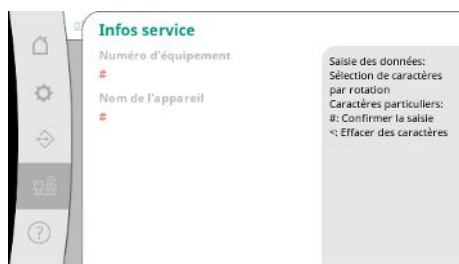 Infos service
Numéro d'équipement
#
Nom de l'appareil
#
Saisie des données:
Sélection de caractères
par rotation
Caractères particuliers:
#: Confirmer la saisie
<: Effacer des caractères